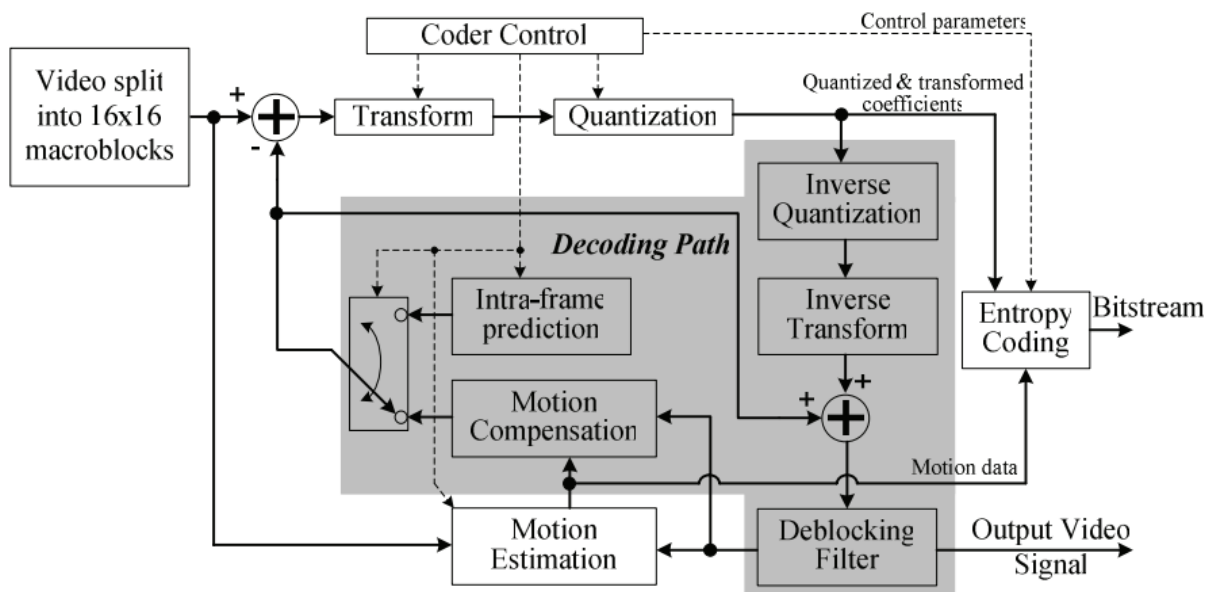 Control parameters
Coder Control
Video split
into 16x16
macroblocks
+
-
Transform
Quantization
Quantized & transformed
coefficients
Inverse
Quantization
Decoding Path
Intra-frame
prediction
Inverse
Transform
Entropy
Coding
Bitstream
+
+
Motion
Compensation
Motion data
Motion
Estimation
Deblocking
Filter
Output Video
Signal